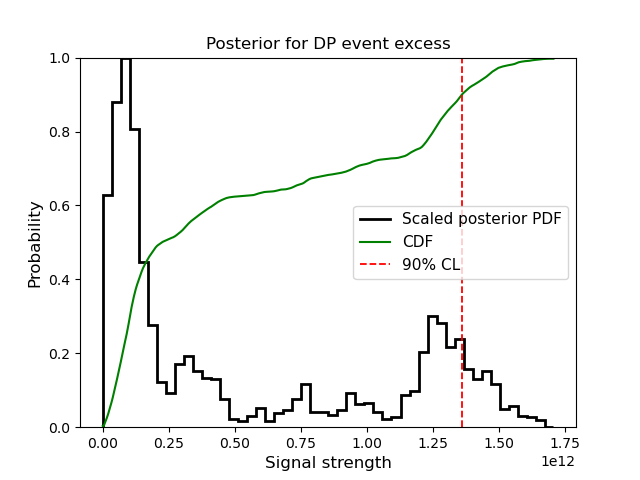 Posterior for DP event excess
1.0
0.8
0.6
0.4
0.2
0.0
Probability
Scaled posterior PDF
CDF
90% CL
0.00 0.25 0.50 0.75 1.00 1.25 1.50 1.75
1e12
Signal strength